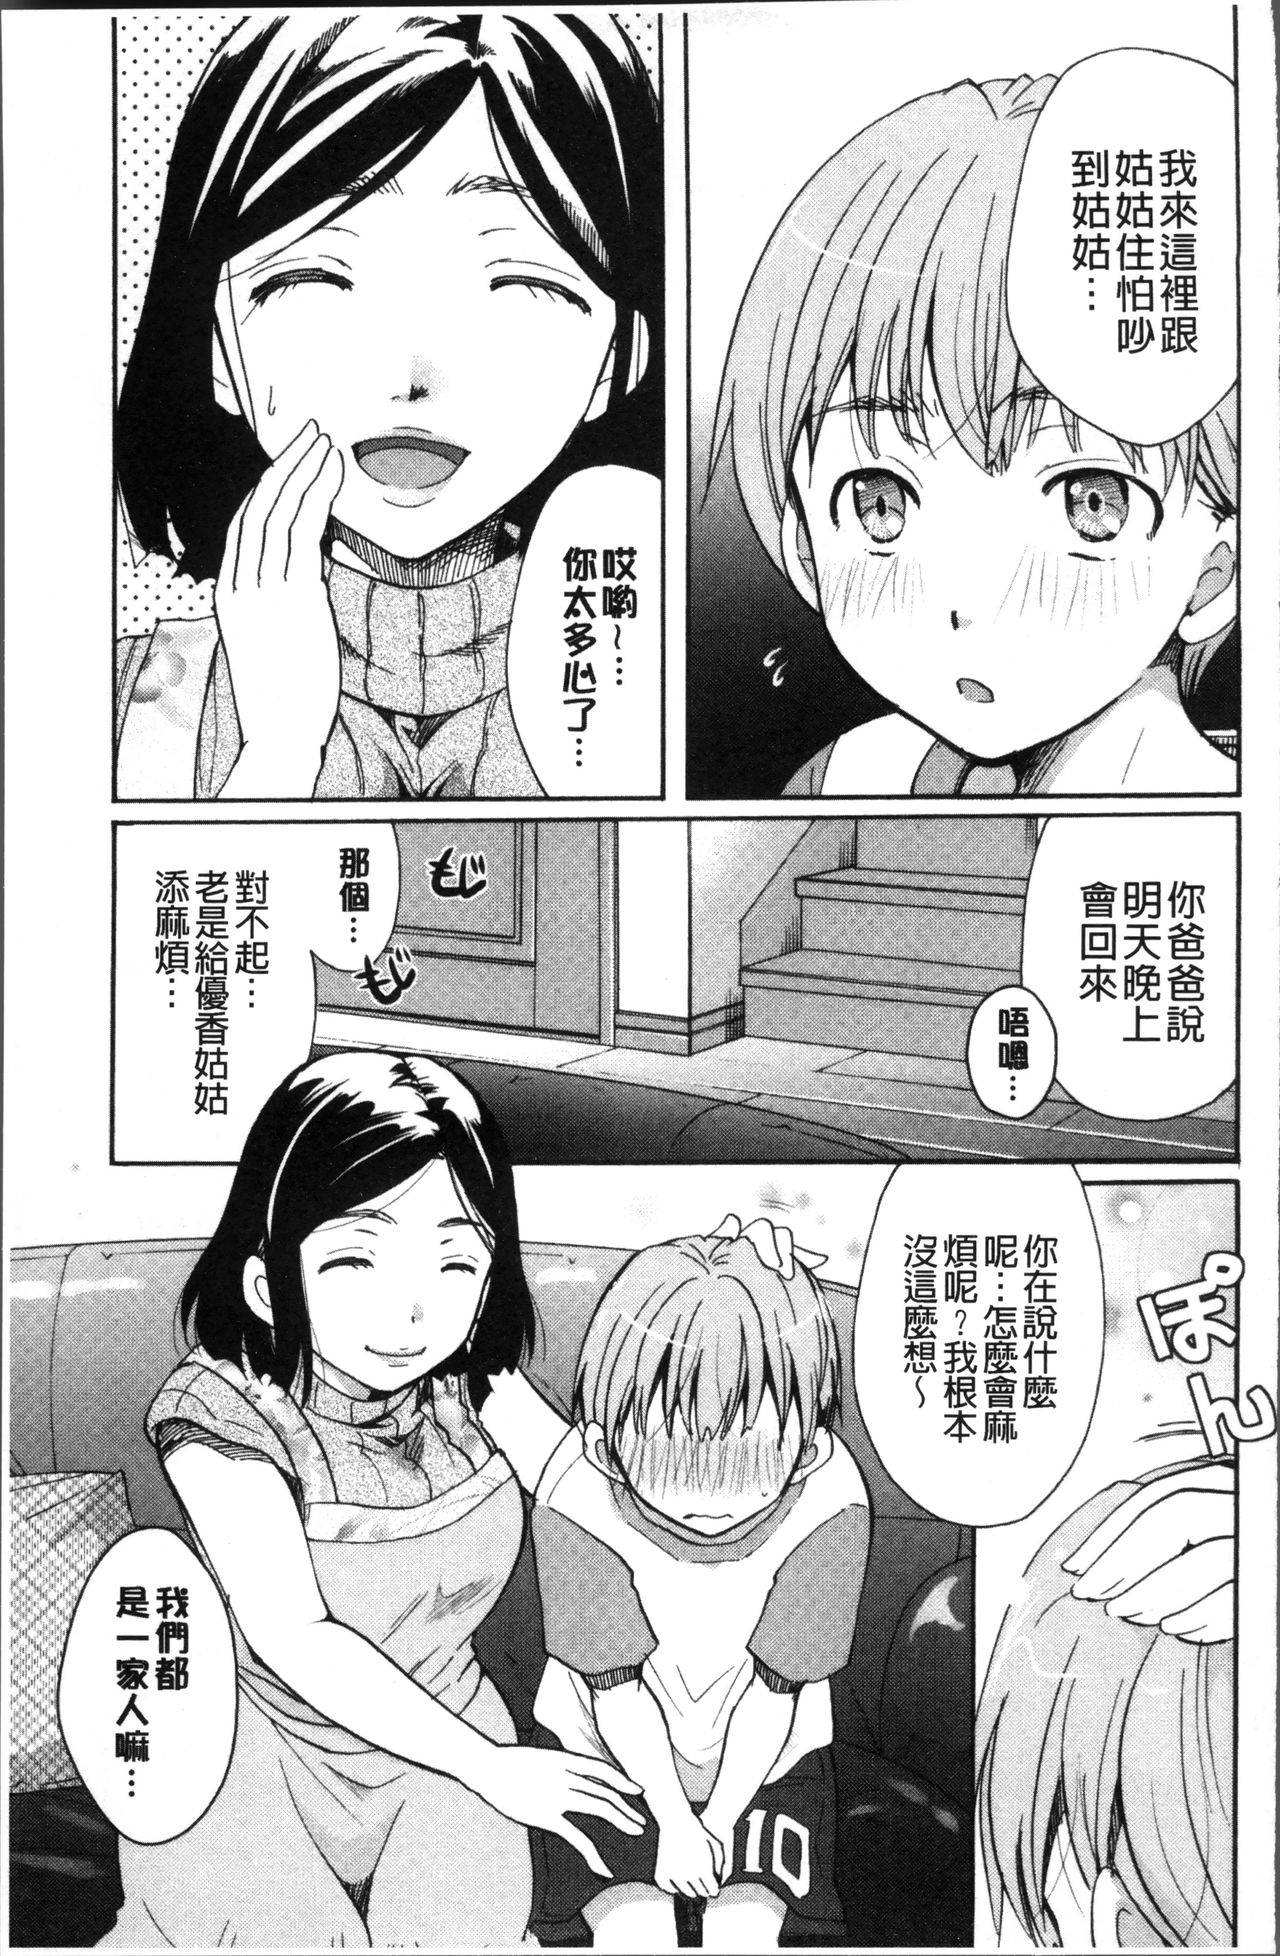 我來這裡跟
姑姑住怕吵
到姑姑…
哎喲～…
你太多心了…
你爸爸說
明天晚上
會回來
唔嗯…
もじ
もじ
那個…
對不起…
老是給優香姑姑
添麻煩…
ぽん
你在說什麼
呢…怎麼會麻
煩呢？我根本
沒這麼想～
我們都
是一家人嘛…
10